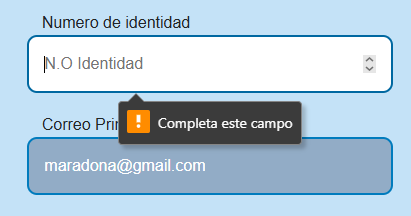 Numero de identidad
N.O Identidad
! Completa este campo
Correo Prin
maradona@gmail.com